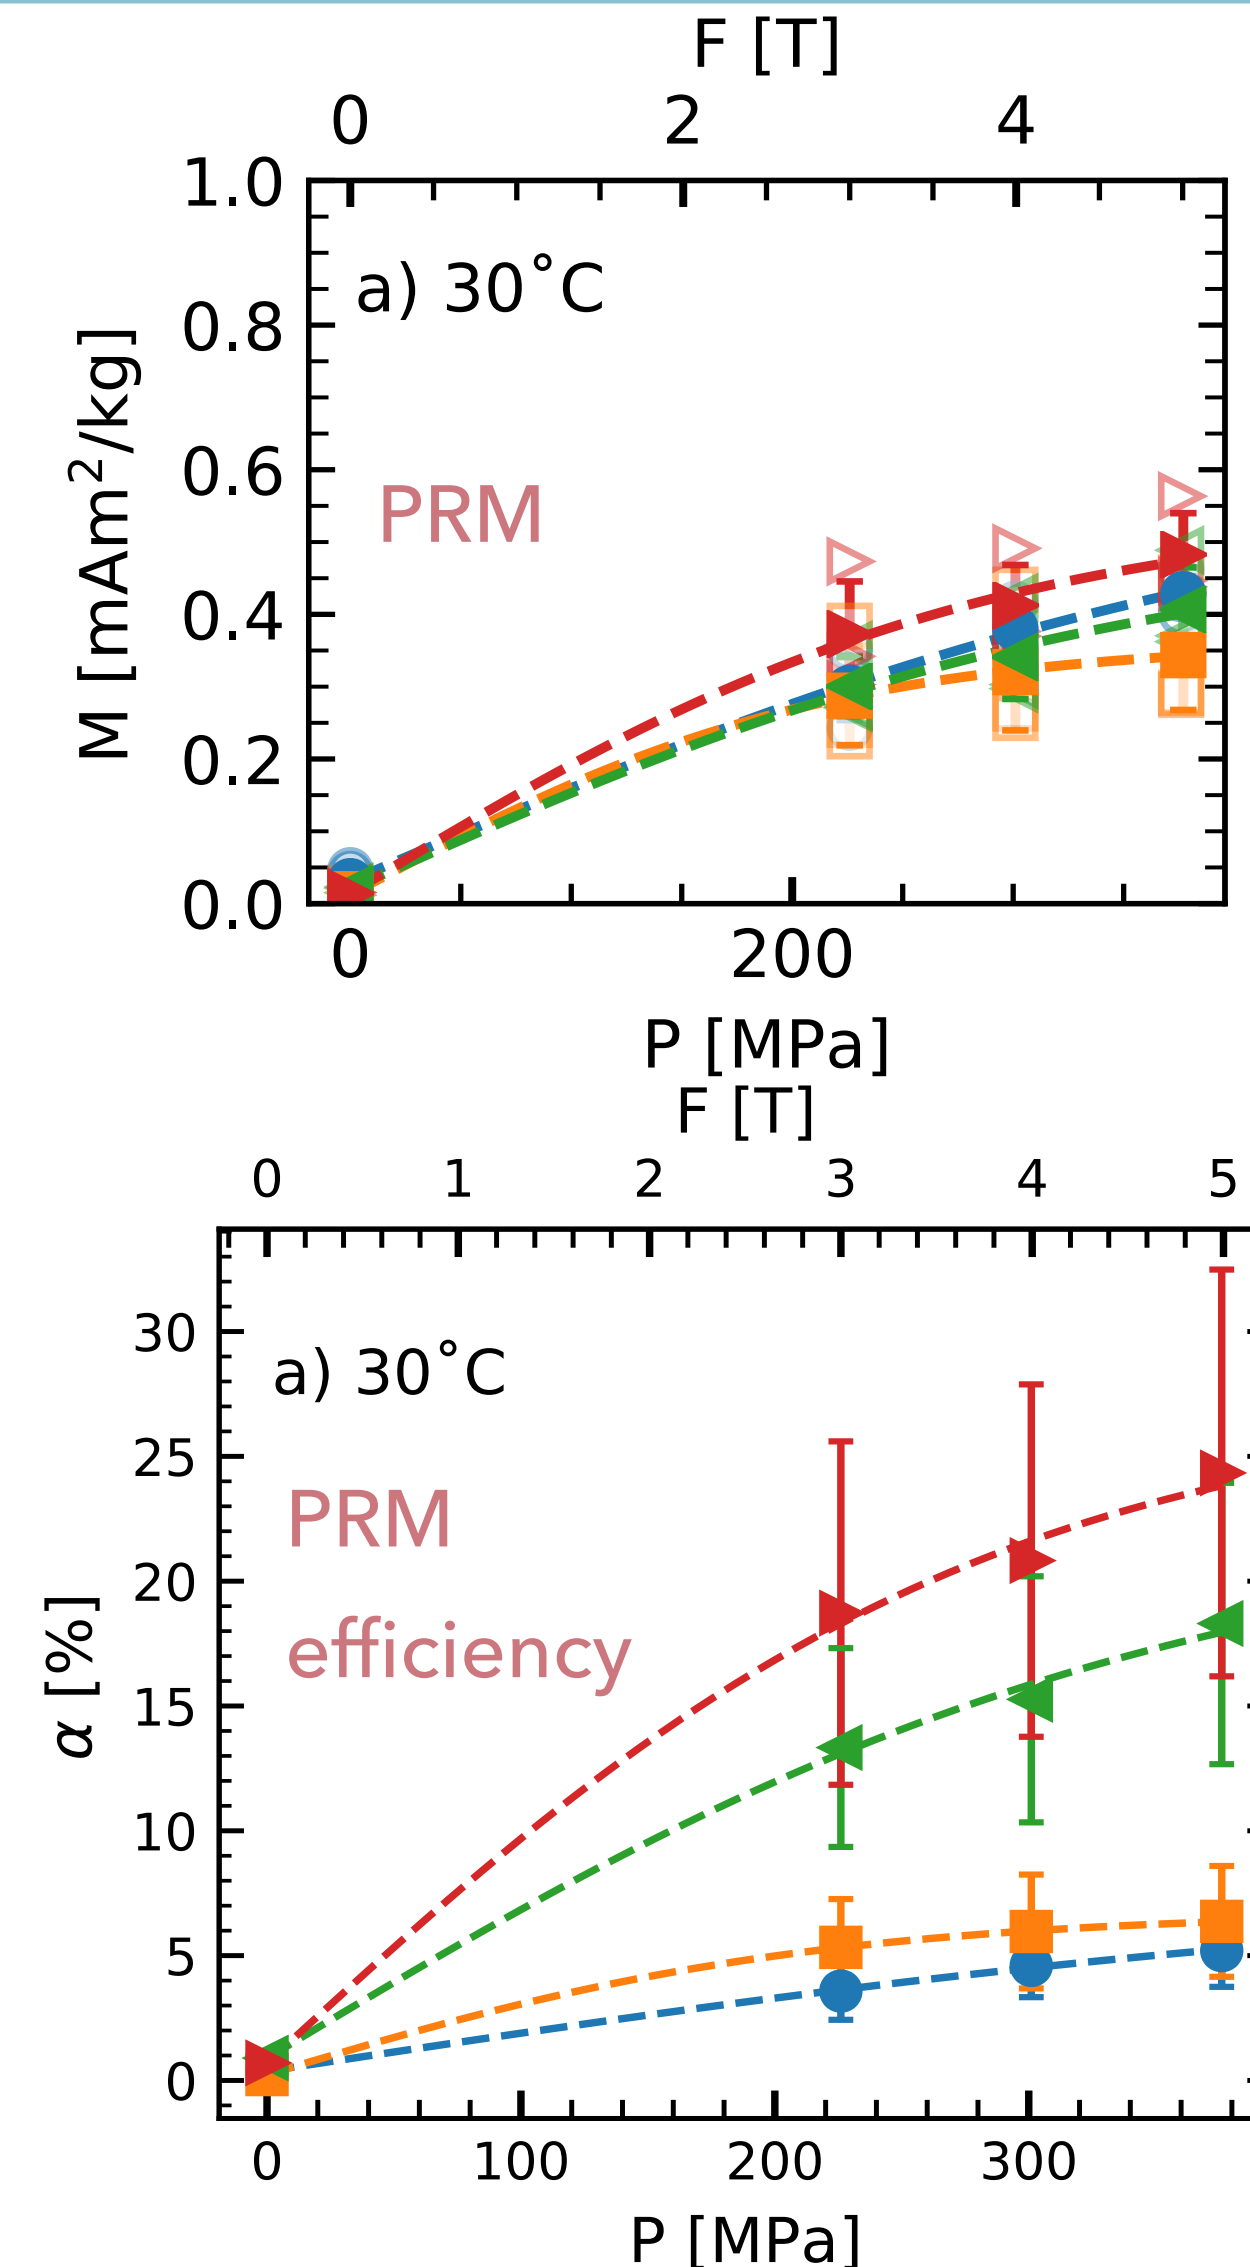 F [T]
0 2 4
1.0
a) 30˚C
0.8
M [mAm²/kg]
0.6
PRM
0.4
0.2
0.0
0 200
P [MPa]
F [T]
0 1 2 3 4 5
30
a) 30˚C
25
PRM
20
efficiency
α [%]
15
10
5
0
0 100 200 300
P [MPa]